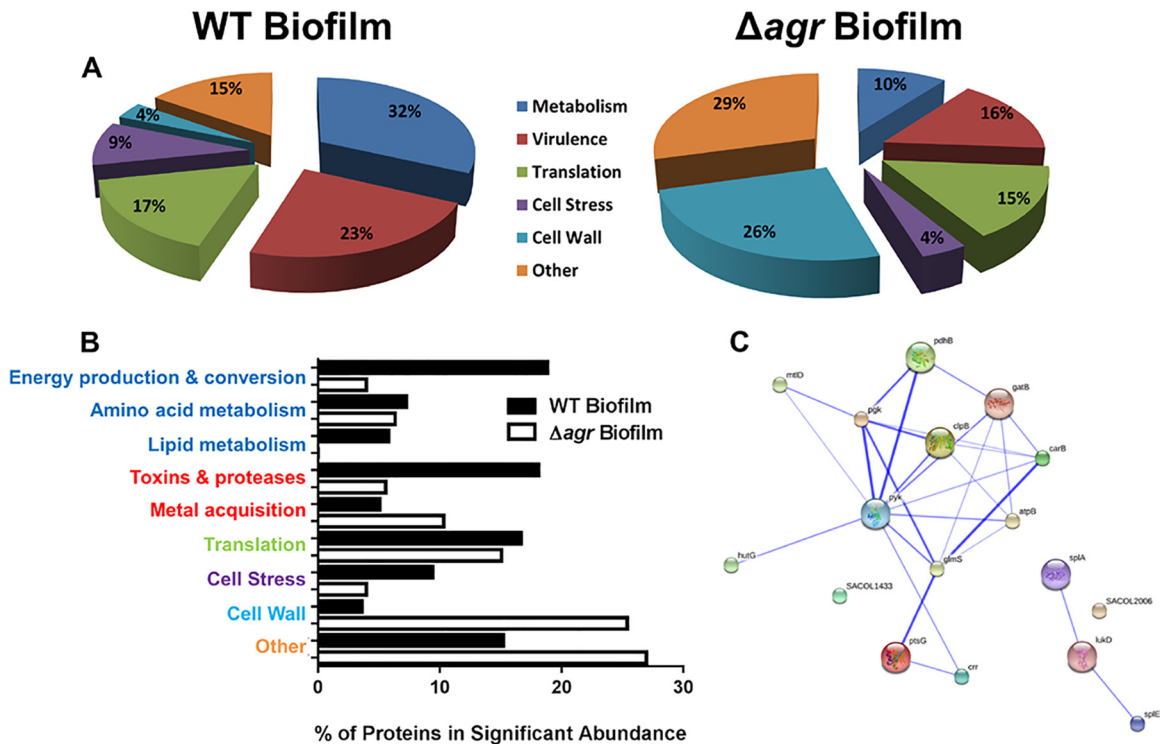 WT Biofilm
Δagr Biofilm
A
15%
32%
4%
9%
17%
23%
Metabolism
Virulence
Translation
Cell Stress
Cell Wall
Other
10%
29%
16%
15%
26%
4%
B
Energy production & conversion
Amino acid metabolism
Lipid metabolism
Toxins & proteases
Metal acquisition
Translation
Cell Stress
Cell Wall
Other
WT Biofilm
Δagr Biofilm
0 10 20 30
% of Proteins in Significant Abundance
C
pdhB
mtlD
gatB
pgk
clpB
carB
pyk
atpB
hutG
glmS
splA
SACOL1433
SACOL2006
ptsG
lukD
crr
splE